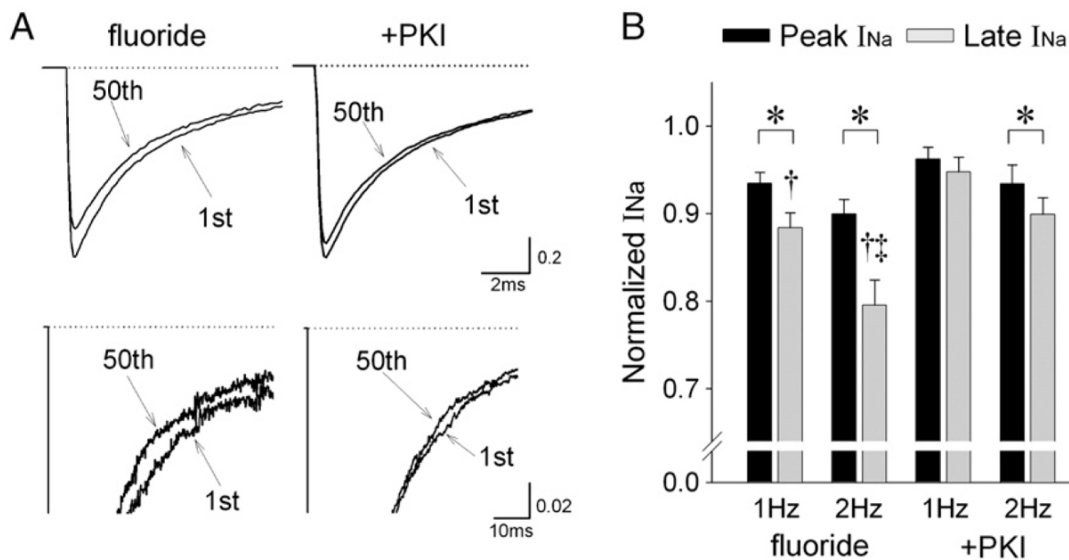 A
fluoride
+PKI
50th
1st
50th
1st
0.2
2ms
50th
1st
50th
1st
0.02
10ms
B
Peak INa
Late INa
Normalized INa
1.0
0.9
0.8
0.7
0.0
*
*
*
†
†‡
1Hz 2Hz 1Hz 2Hz
fluoride +PKI